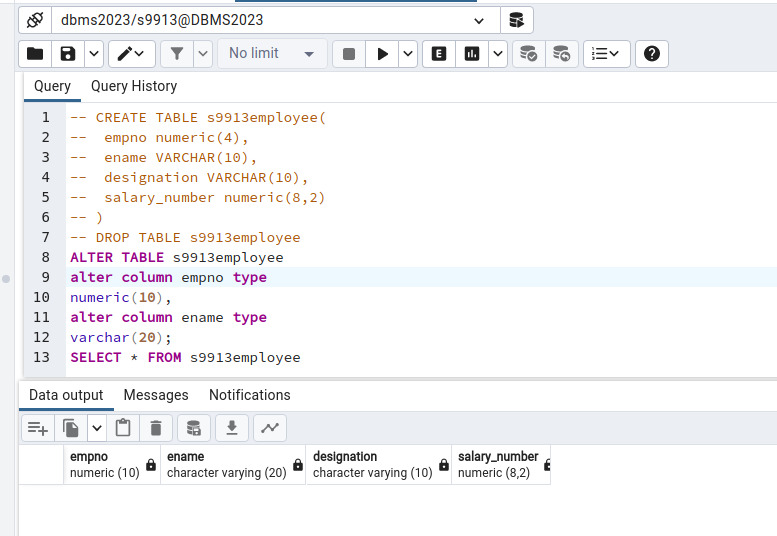 dbms2023/s9913@DBMS2023
No limit
E
Query Query History
1 -- CREATE TABLE s9913employee(
2 --  empno numeric(4),
3 --  ename VARCHAR(10),
4 --  designation VARCHAR(10),
5 --  salary_number numeric(8,2)
6 -- )
7 -- DROP TABLE s9913employee
8 ALTER TABLE s9913employee
9 alter column empno type
10 numeric(10),
11 alter column ename type
12 varchar(20);
13 SELECT * FROM s9913employee
Data output Messages Notifications
empno ename designation salary_number
numeric (10) character varying (20) character varying (10) numeric (8,2)